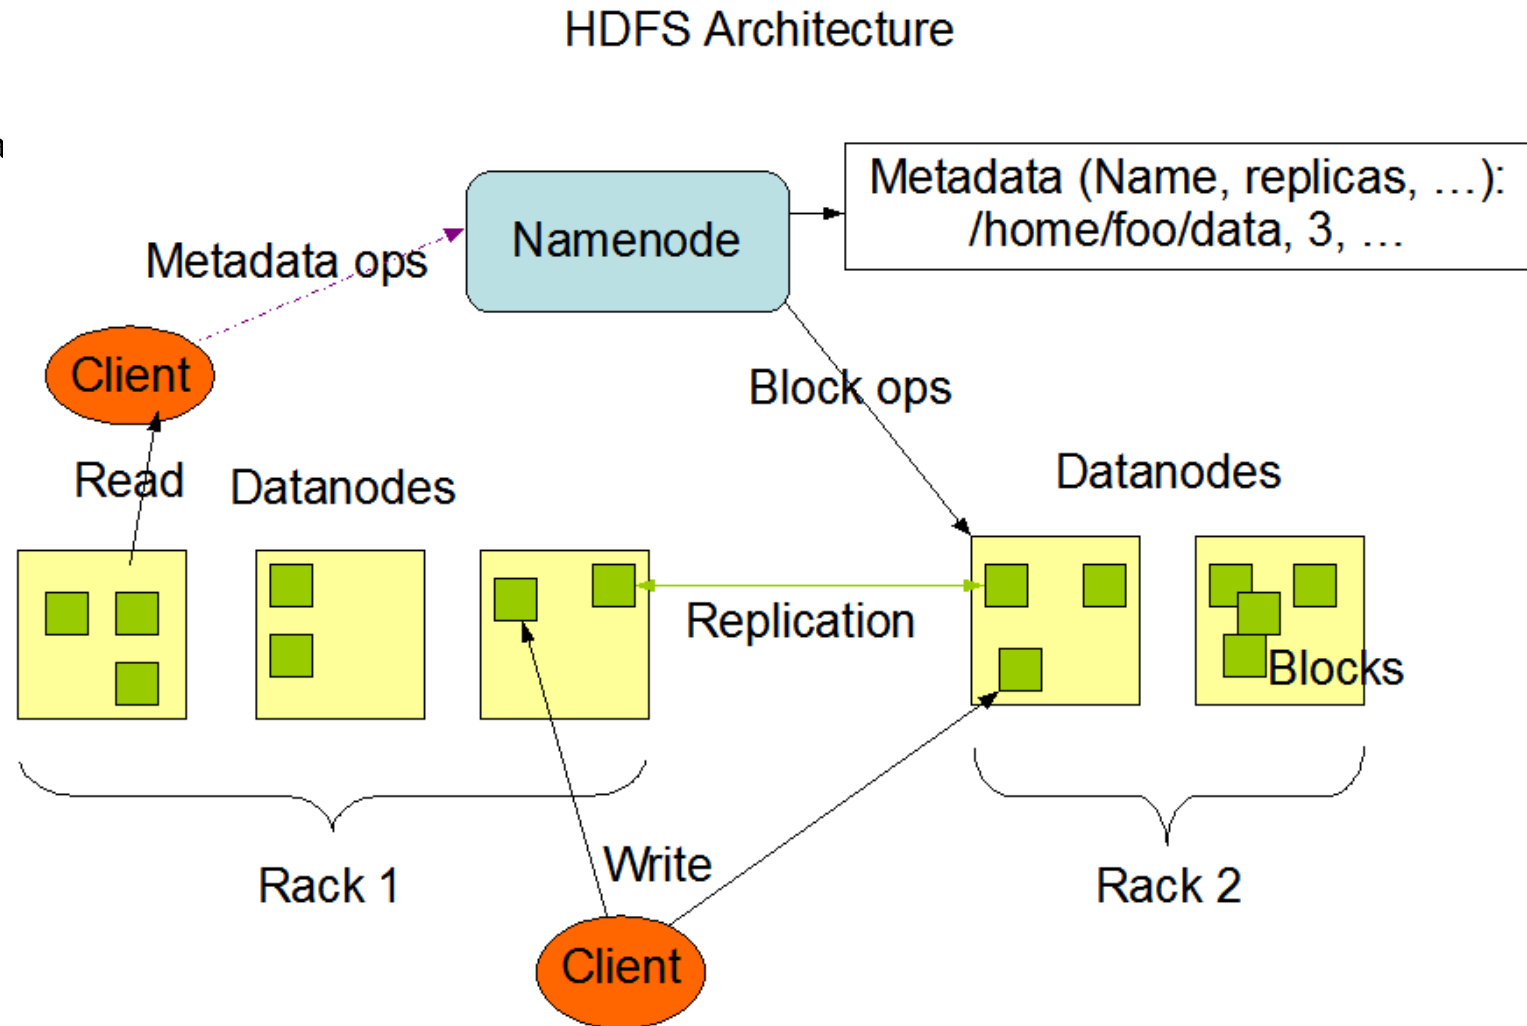 HDFS Architecture
Metadata (Name, replicas, …):
/home/foo/data, 3, …
Namenode
Metadata ops
Client
Block ops
Read
Datanodes
Datanodes
Replication
Blocks
Rack 1
Write
Rack 2
Client